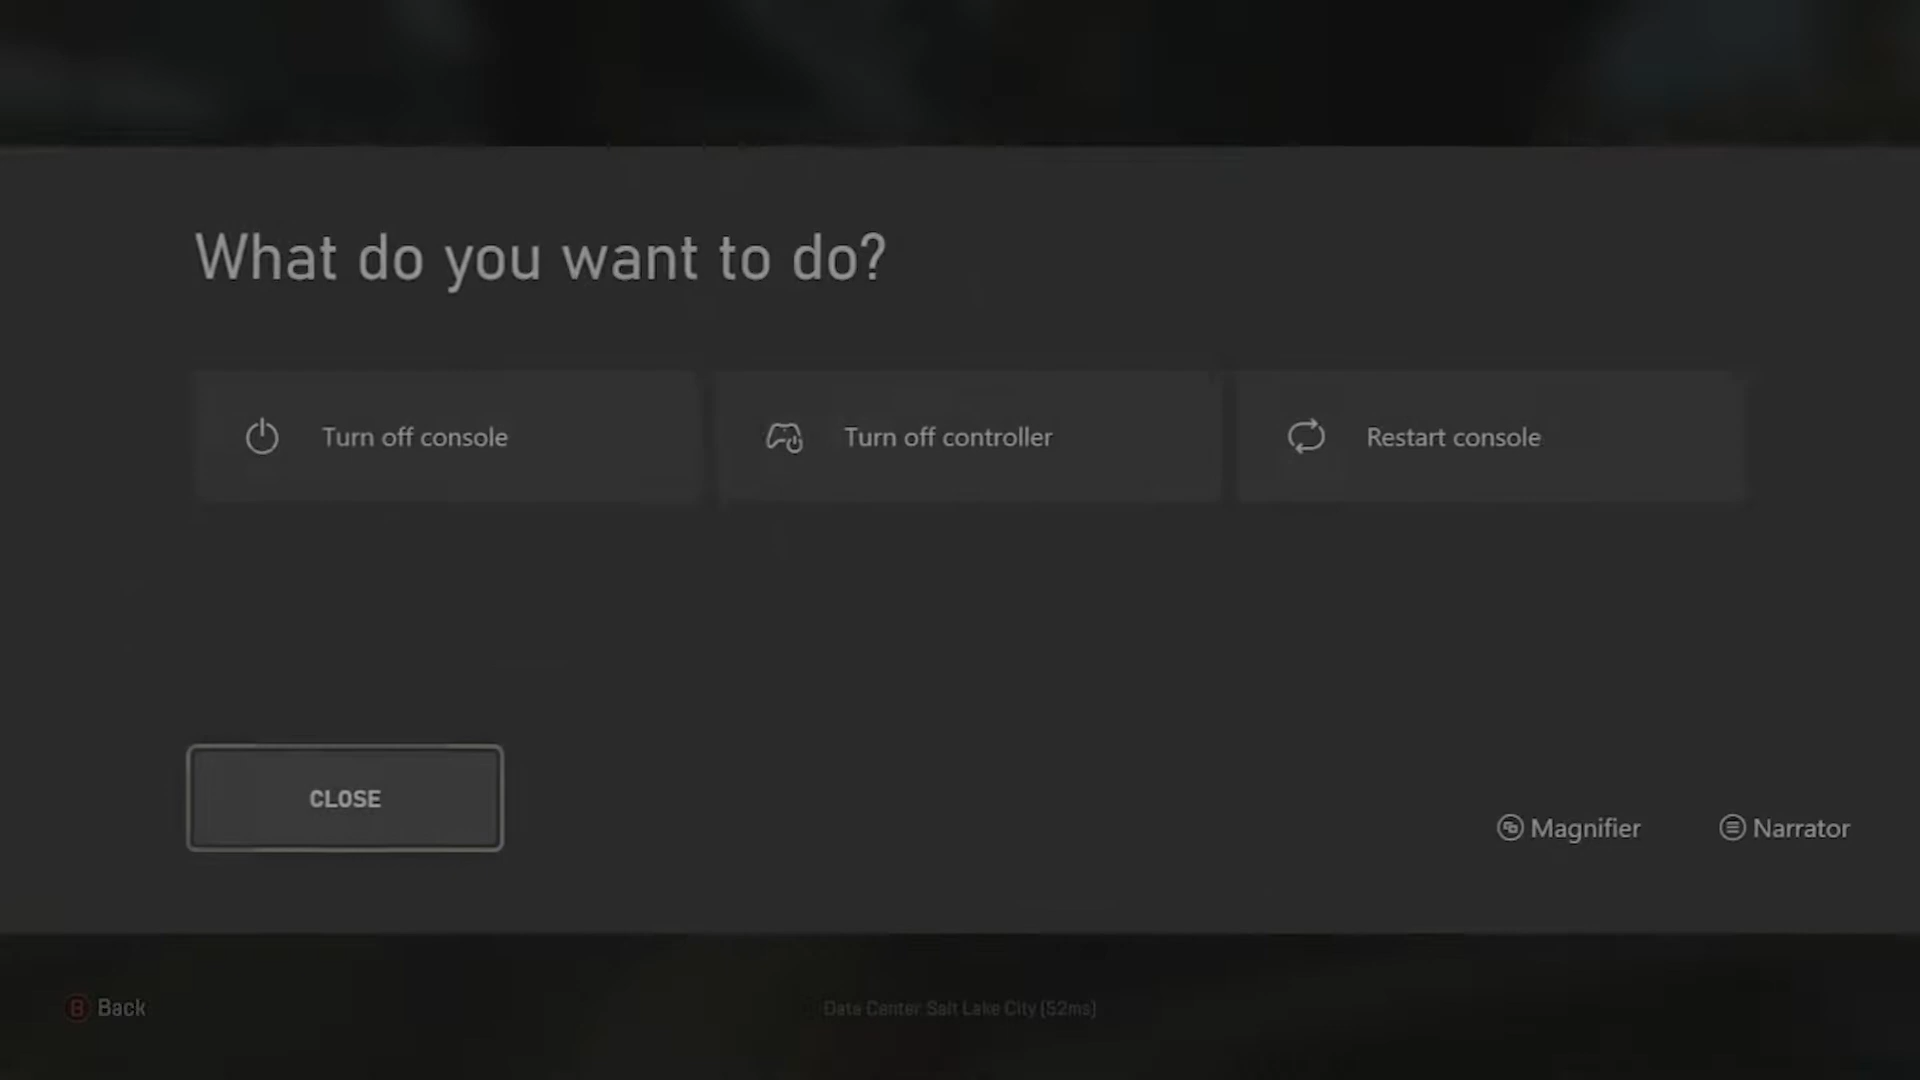 What do you want to do?
Turn off console
Turn off controller
Restart console
CLOSE
Magnifier
Narrator
B Back
Data Center: Salt Lake City (52ms)